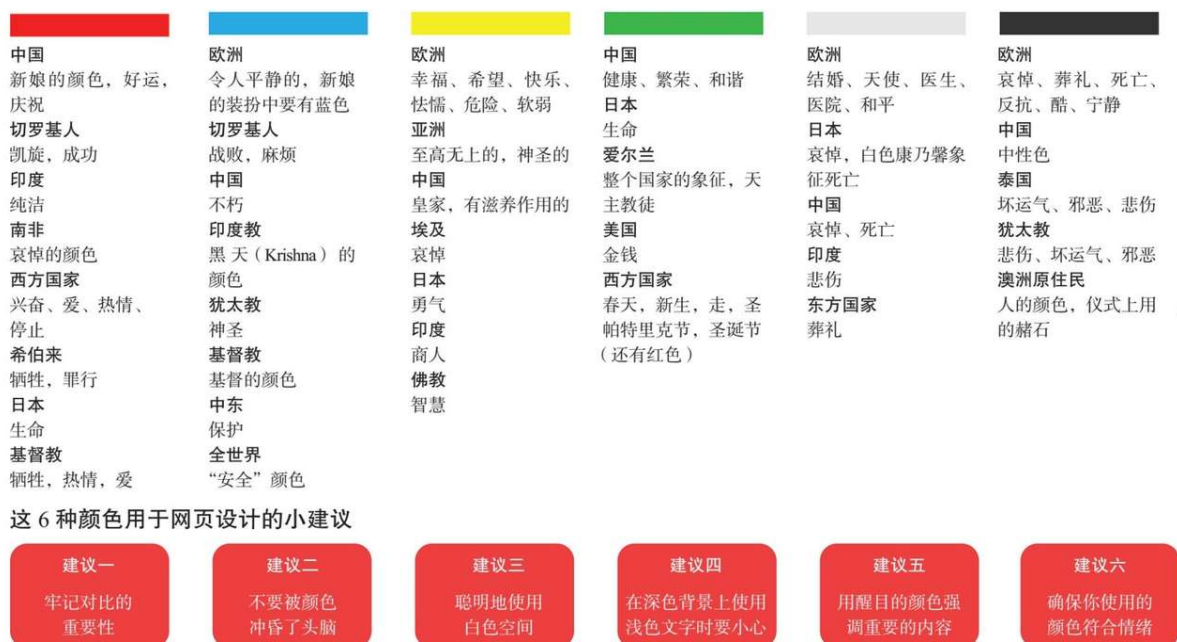 中国
新娘的颜色，好运，
庆祝
切罗基人
凯旋，成功
印度
纯洁
南非
哀悼的颜色
西方国家
兴奋、爱、热情、
停止
希伯来
牺牲，罪行
日本
生命
基督教
牺牲，热情，爱
欧洲
令人平静的，新娘
的装扮中要有蓝色
切罗基人
战败，麻烦
中国
不朽
印度教
黑 天（Krishna） 的
颜色
犹太教
神圣
基督教
基督的颜色
中东
保护
全世界
“安全”颜色
欧洲
幸福、希望、快乐、
怯懦、危险、软弱
亚洲
至高无上的，神圣的
中国
皇家，有滋养作用的
埃及
哀悼
日本
勇气
印度
商人
佛教
智慧
中国
健康、繁荣、和谐
日本
生命
爱尔兰
整个国家的象征，天
主教徒
美国
金钱
西方国家
春天，新生，走，圣
帕特里克节，圣诞节
（还有红色）
欧洲
结婚、天使、医生、
医院、和平
日本
哀悼，白色康乃馨象
征死亡
中国
哀悼、死亡
印度
悲伤
东方国家
葬礼
欧洲
哀悼、葬礼、死亡、
反抗、酷、宁静
中国
中性色
泰国
坏运气、邪恶、悲伤
犹太教
悲伤、坏运气、邪恶
澳洲原住民
人的颜色，仪式上用
的赭石
这 6 种颜色用于网页设计的小建议
建议一
牢记对比的
重要性
建议二
不要被颜色
冲昏了头脑
建议三
聪明地使用
白色空间
建议四
在深色背景上使用
浅色文字时要小心
建议五
用醒目的颜色强
调重要的内容
建议六
确保你使用的
颜色符合情绪